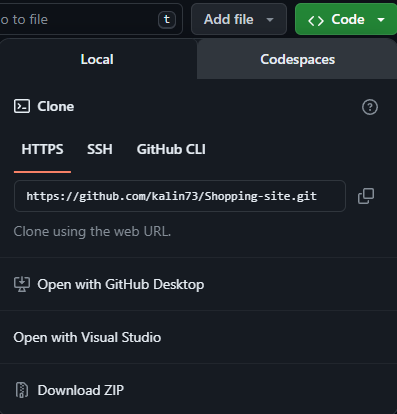 o to file t Add file <> Code
Local Codespaces
Clone
HTTPS SSH GitHub CLI
https://github.com/kalin73/Shopping-site.git
Clone using the web URL.
Open with GitHub Desktop
Open with Visual Studio
Download ZIP